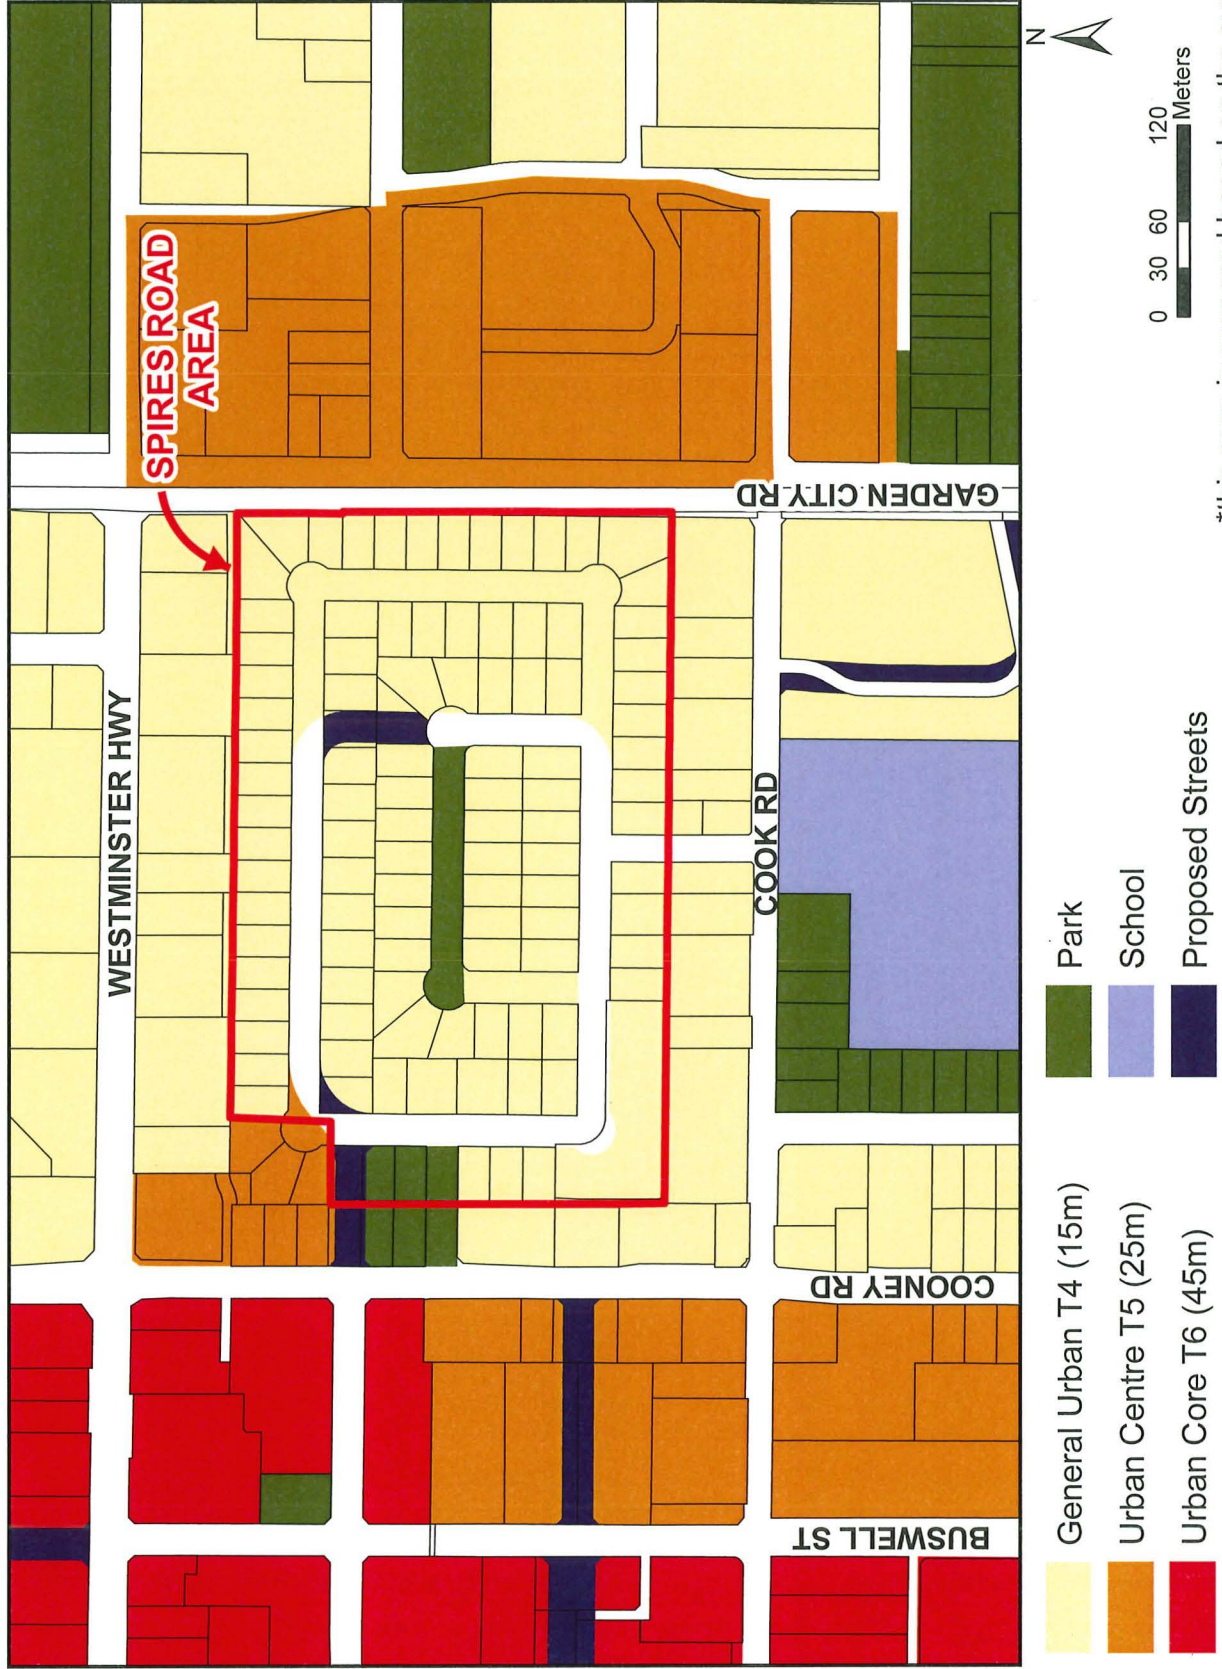 SPIRES ROAD
AREA
WESTMINSTER HWY
GARDEN CITY RD
COOK RD
COONEY RD
BUSWELL ST
N
0 30 60 120
Meters
General Urban T4 (15m)
Urban Centre T5 (25m)
Urban Core T6 (45m)
Park
School
Proposed Streets